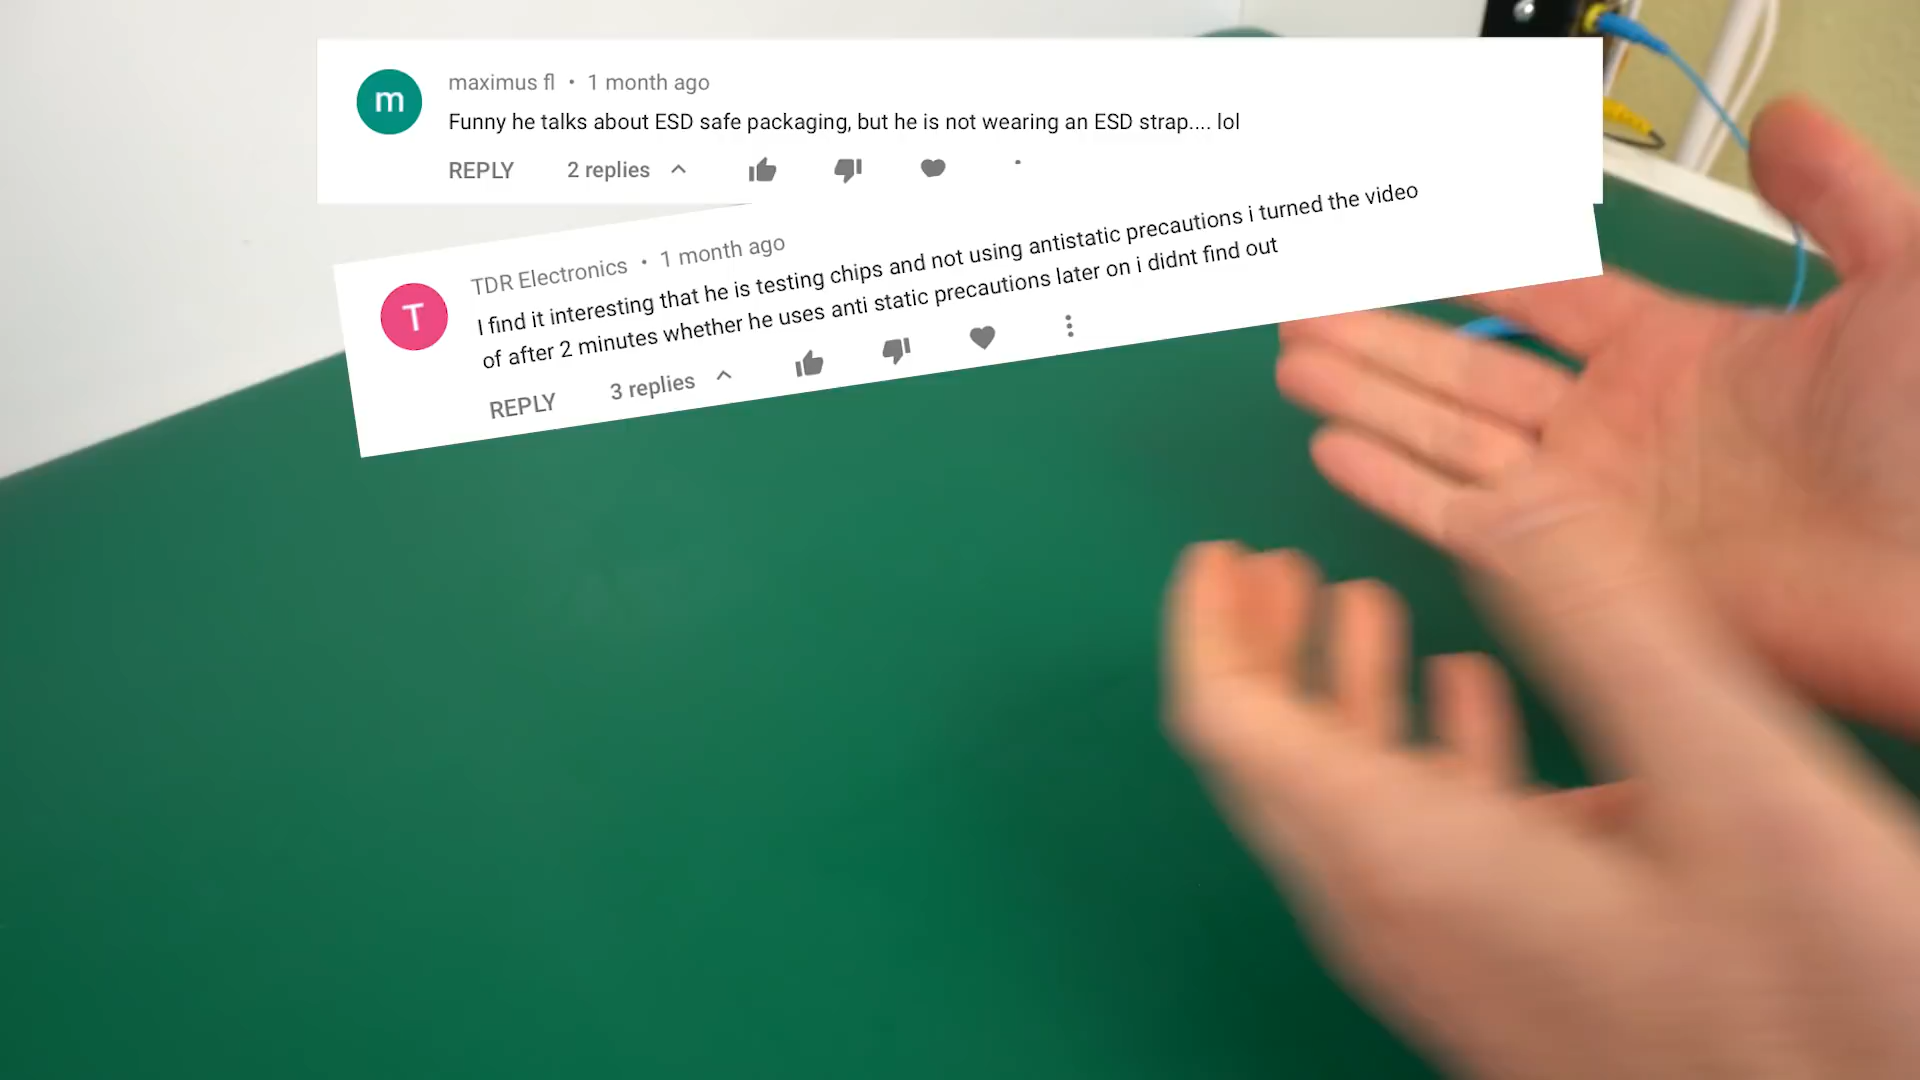 m
maximus fl • 1 month ago
Funny he talks about ESD safe packaging, but he is not wearing an ESD strap.... lol
REPLY 2 replies
T
TDR Electronics • 1 month ago
I find it interesting that he is testing chips and not using antistatic precautions i turned the video
of after 2 minutes whether he uses anti static precautions later on i didnt find out
REPLY 3 replies